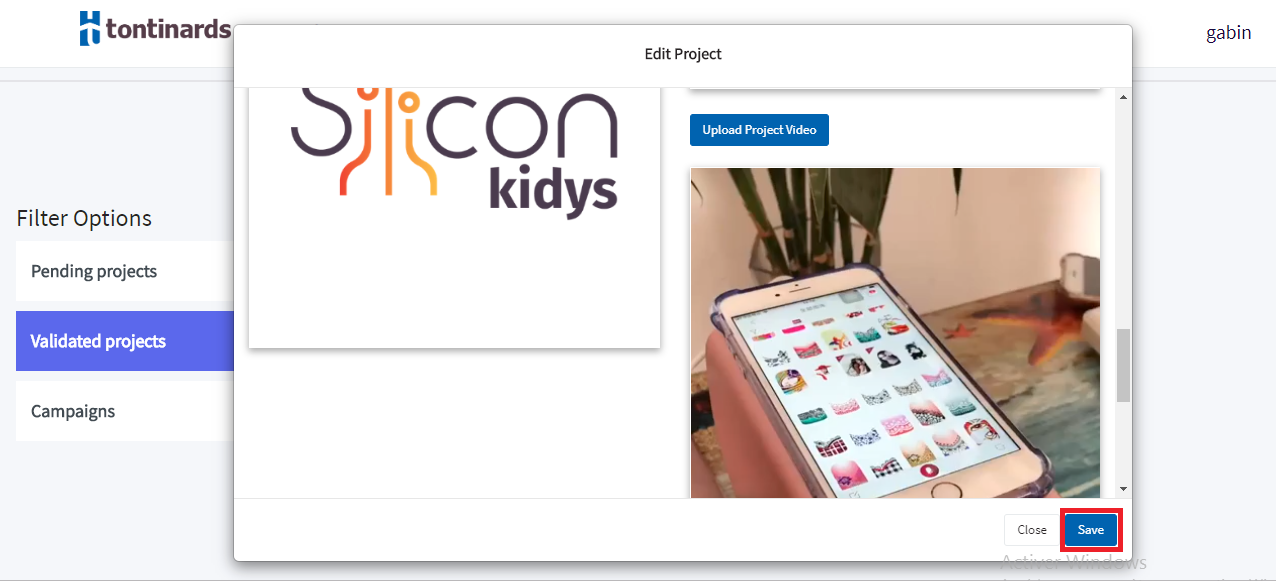 tontinards
gabin
Edit Project
Silicon
kidys
Upload Project Video
Filter Options
Pending projects
Validated projects
Campaigns
Close
Save
Activer Windows